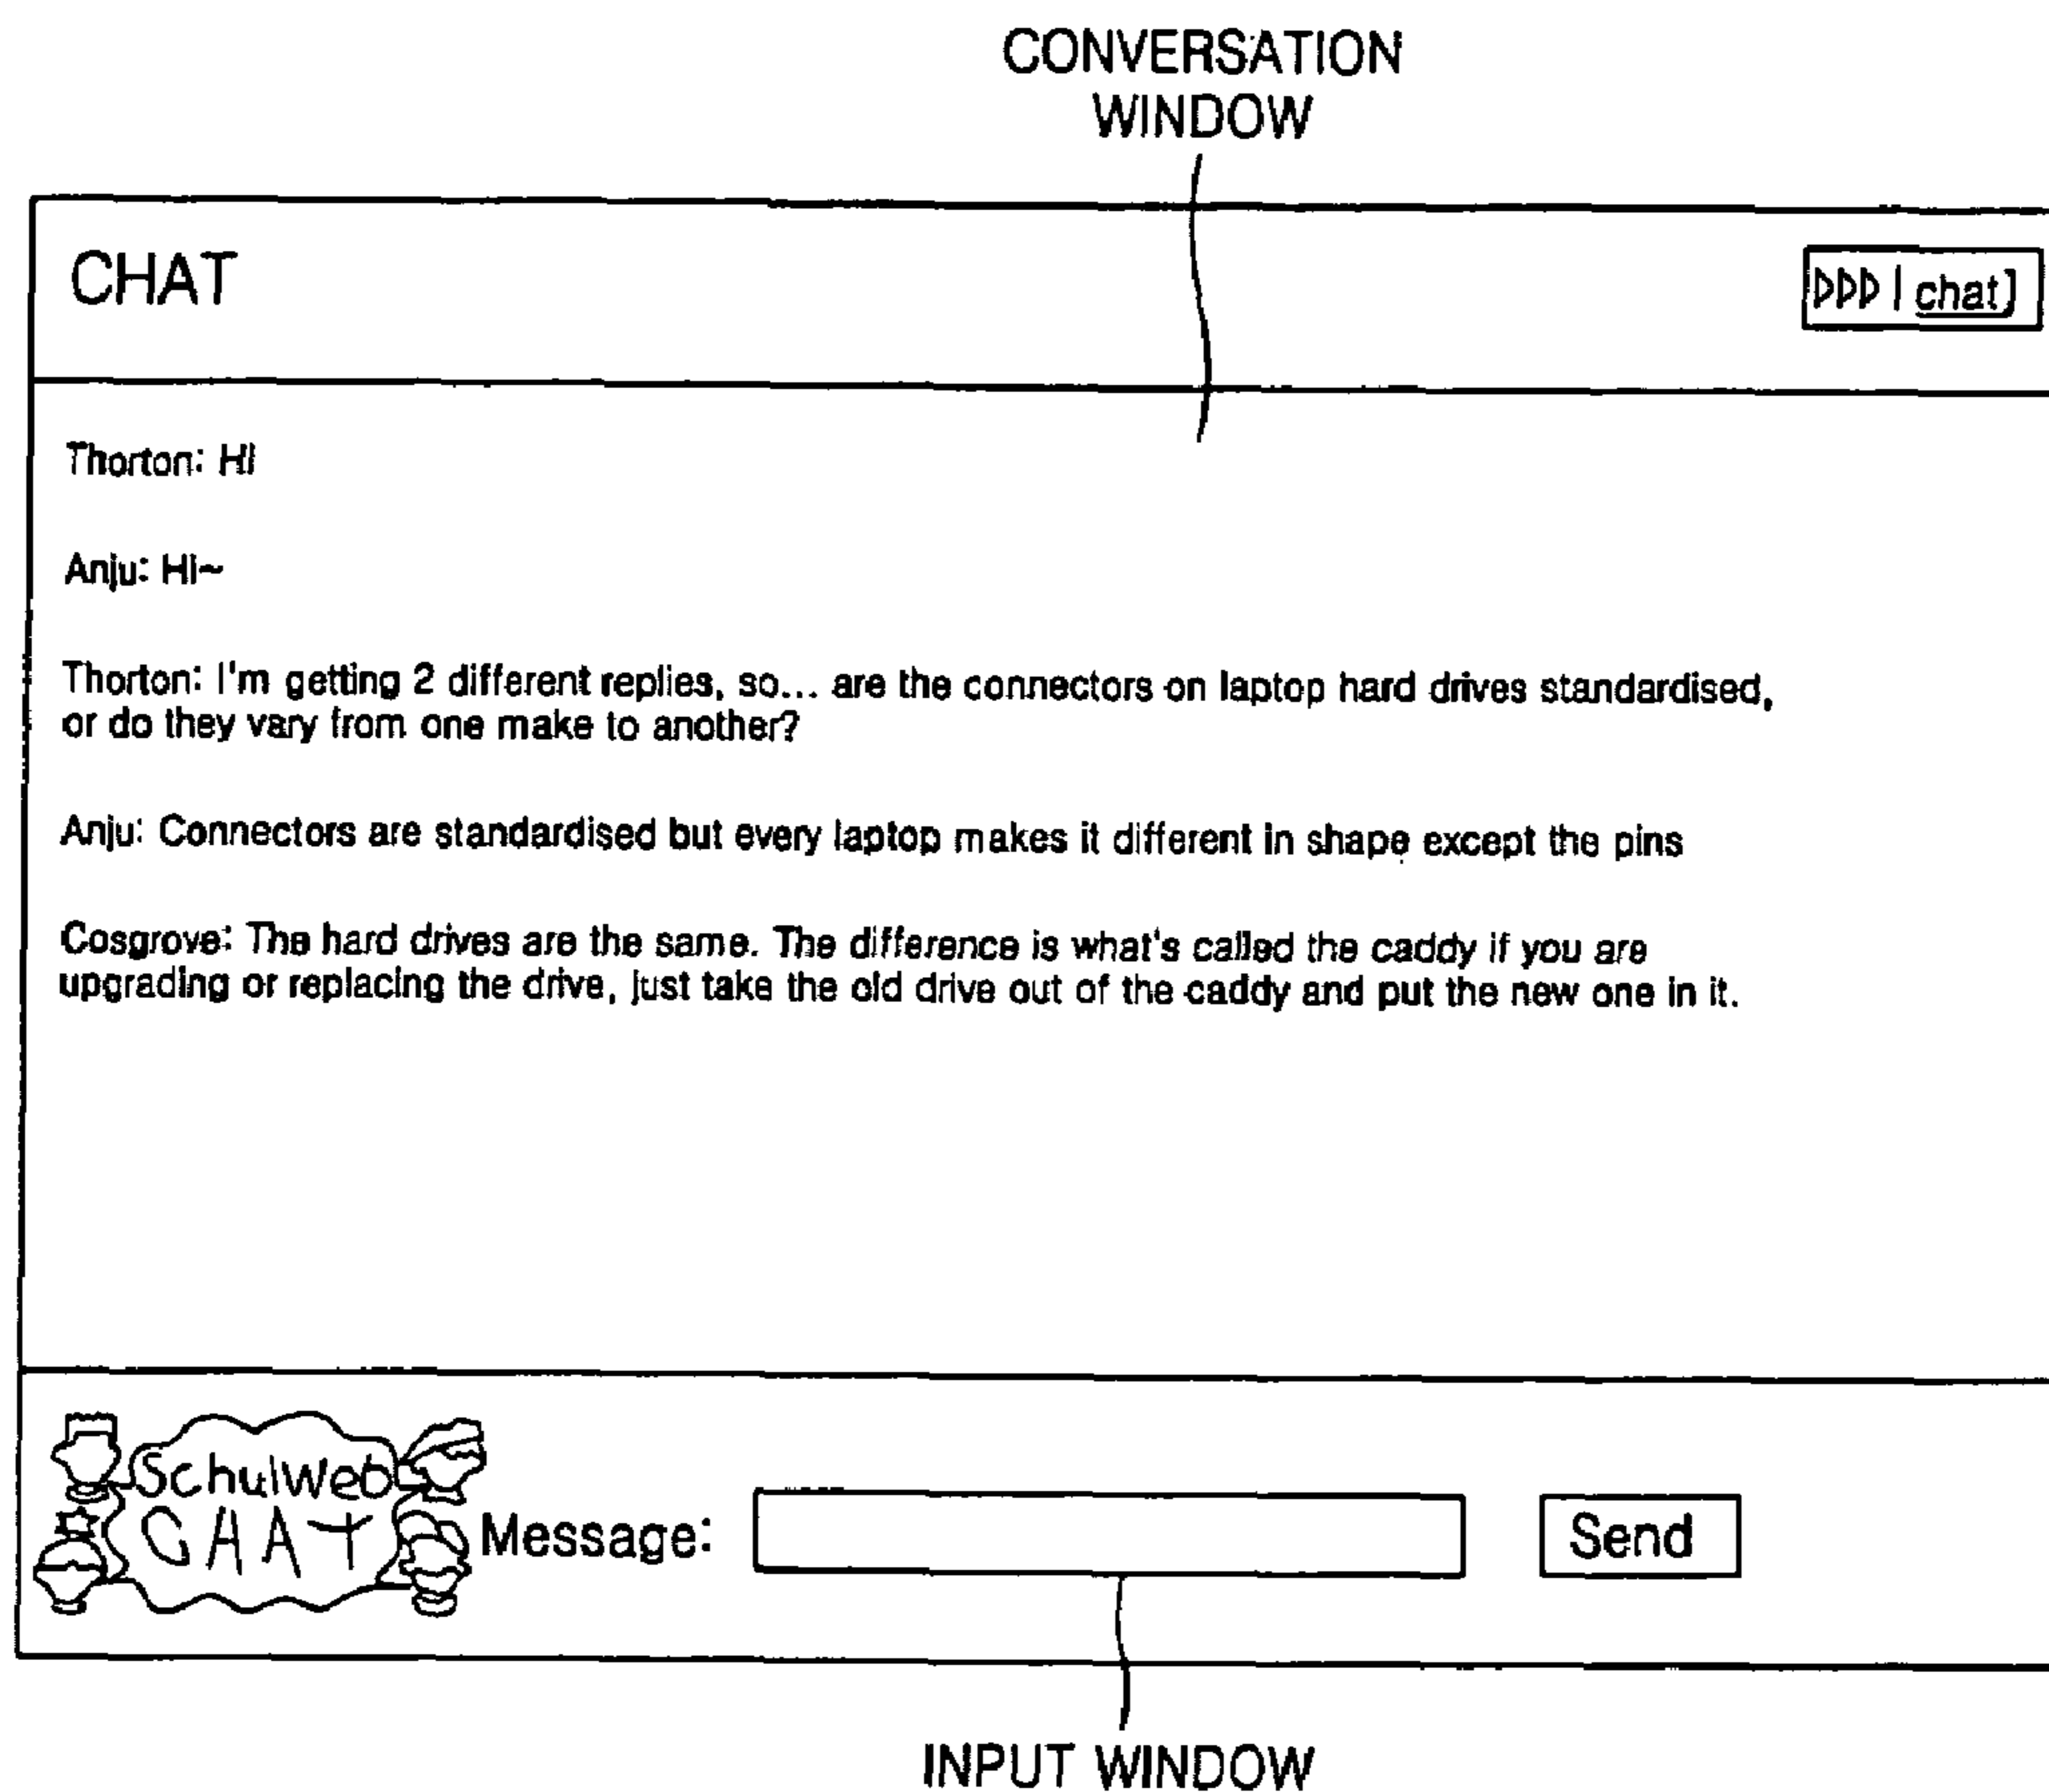 CONVERSATION
WINDOW
CHAT
▷▷▷ | chat]
Thorton: Hi
Anju: Hi~
Thorton: I'm getting 2 different replies, so... are the connectors on laptop hard drives standardised,
or do they vary from one make to another?
Anju: Connectors are standardised but every laptop makes it different in shape except the pins
Cosgrove: The hard drives are the same. The difference is what's called the caddy if you are
upgrading or replacing the drive, just take the old drive out of the caddy and put the new one in it.
SchulWeb
CHAT
Message:
Send
INPUT WINDOW